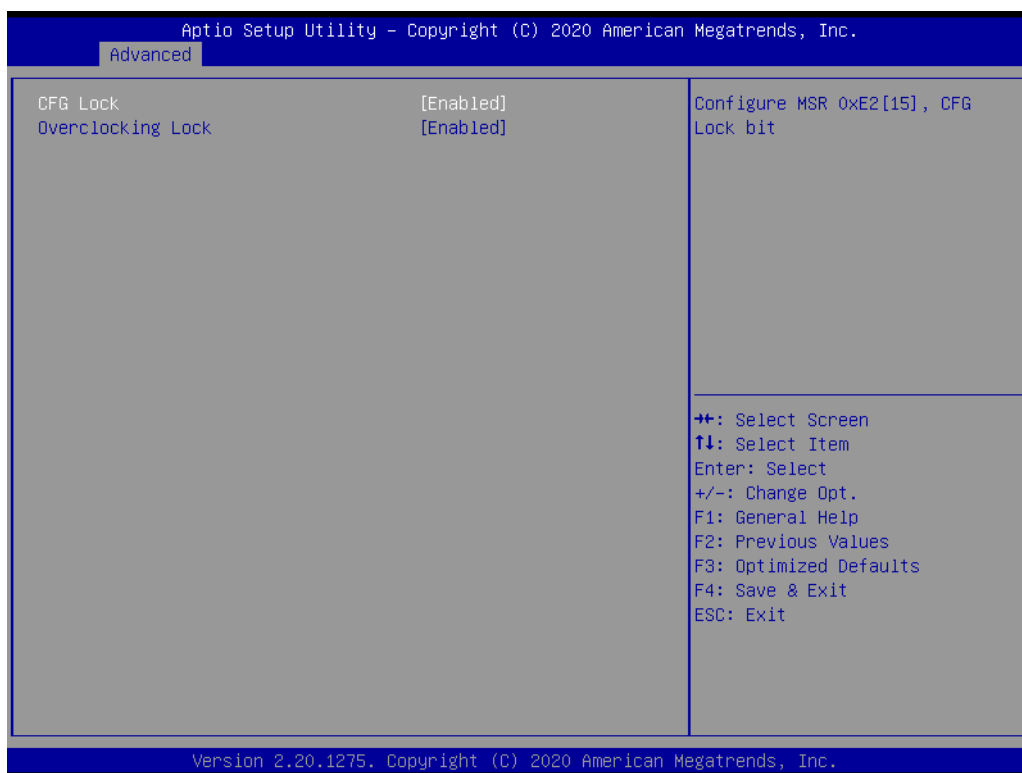 Aptio Setup Utility – Copyright (C) 2020 American Megatrends, Inc.
Advanced
CFG Lock [Enabled]
Overclocking Lock [Enabled]
Configure MSR 0xE2[15], CFG
Lock bit
→←: Select Screen
↑↓: Select Item
Enter: Select
+/-: Change Opt.
F1: General Help
F2: Previous Values
F3: Optimized Defaults
F4: Save & Exit
ESC: Exit
Version 2.20.1275. Copyright (C) 2020 American Megatrends, Inc.